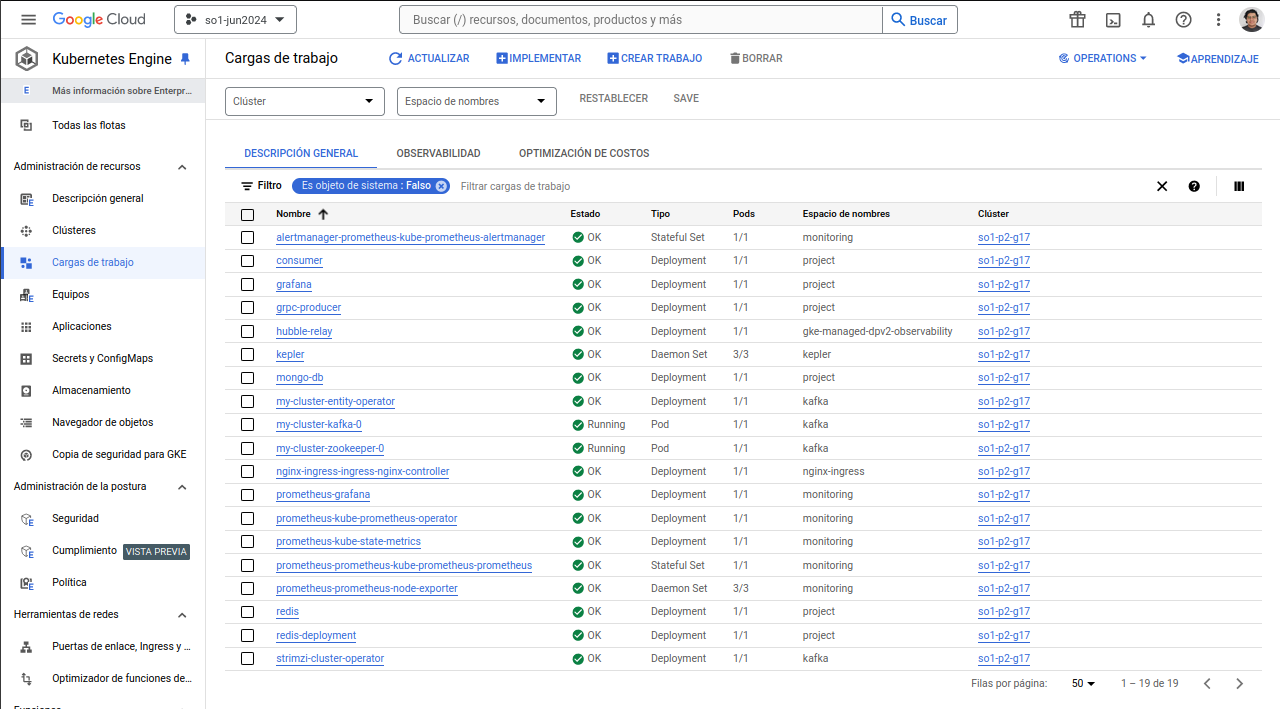 Google Cloud
so1-jun2024
Buscar (/) recursos, documentos, productos y más
Buscar
Kubernetes Engine
Cargas de trabajo
ACTUALIZAR
IMPLEMENTAR
CREAR TRABAJO
BORRAR
OPERATIONS
APRENDIZAJE
E Más información sobre Enterpr...
Todas las flotas
Administración de recursos
Descripción general
Clústeres
Cargas de trabajo
Equipos
Aplicaciones
Secrets y ConfigMaps
Almacenamiento
Navegador de objetos
Copia de seguridad para GKE
Administración de la postura
Seguridad
Cumplimiento VISTA PREVIA
Política
Herramientas de redes
Puertas de enlace, Ingress y ...
Optimizador de funciones de...
Funciones
Clúster
Espacio de nombres
RESTABLECER
SAVE
DESCRIPCIÓN GENERAL
OBSERVABILIDAD
OPTIMIZACIÓN DE COSTOS
Filtro
Es objeto de sistema : Falso
Filtrar cargas de trabajo
Nombre Estado Tipo Pods Espacio de nombres Clúster
alertmanager-prometheus-kube-prometheus-alertmanager OK Stateful Set 1/1 monitoring so1-p2-g17
consumer OK Deployment 1/1 project so1-p2-g17
grafana OK Deployment 1/1 project so1-p2-g17
grpc-producer OK Deployment 1/1 project so1-p2-g17
hubble-relay OK Deployment 1/1 gke-managed-dpv2-observability so1-p2-g17
kepler OK Daemon Set 3/3 kepler so1-p2-g17
mongo-db OK Deployment 1/1 project so1-p2-g17
my-cluster-entity-operator OK Deployment 1/1 kafka so1-p2-g17
my-cluster-kafka-0 Running Pod 1/1 kafka so1-p2-g17
my-cluster-zookeeper-0 Running Pod 1/1 kafka so1-p2-g17
nginx-ingress-ingress-nginx-controller OK Deployment 1/1 nginx-ingress so1-p2-g17
prometheus-grafana OK Deployment 1/1 monitoring so1-p2-g17
prometheus-kube-prometheus-operator OK Deployment 1/1 monitoring so1-p2-g17
prometheus-kube-state-metrics OK Deployment 1/1 monitoring so1-p2-g17
prometheus-prometheus-kube-prometheus-prometheus OK Stateful Set 1/1 monitoring so1-p2-g17
prometheus-prometheus-node-exporter OK Daemon Set 3/3 monitoring so1-p2-g17
redis OK Deployment 1/1 project so1-p2-g17
redis-deployment OK Deployment 1/1 project so1-p2-g17
strimzi-cluster-operator OK Deployment 1/1 kafka so1-p2-g17
Filas por página: 50 1 – 19 de 19